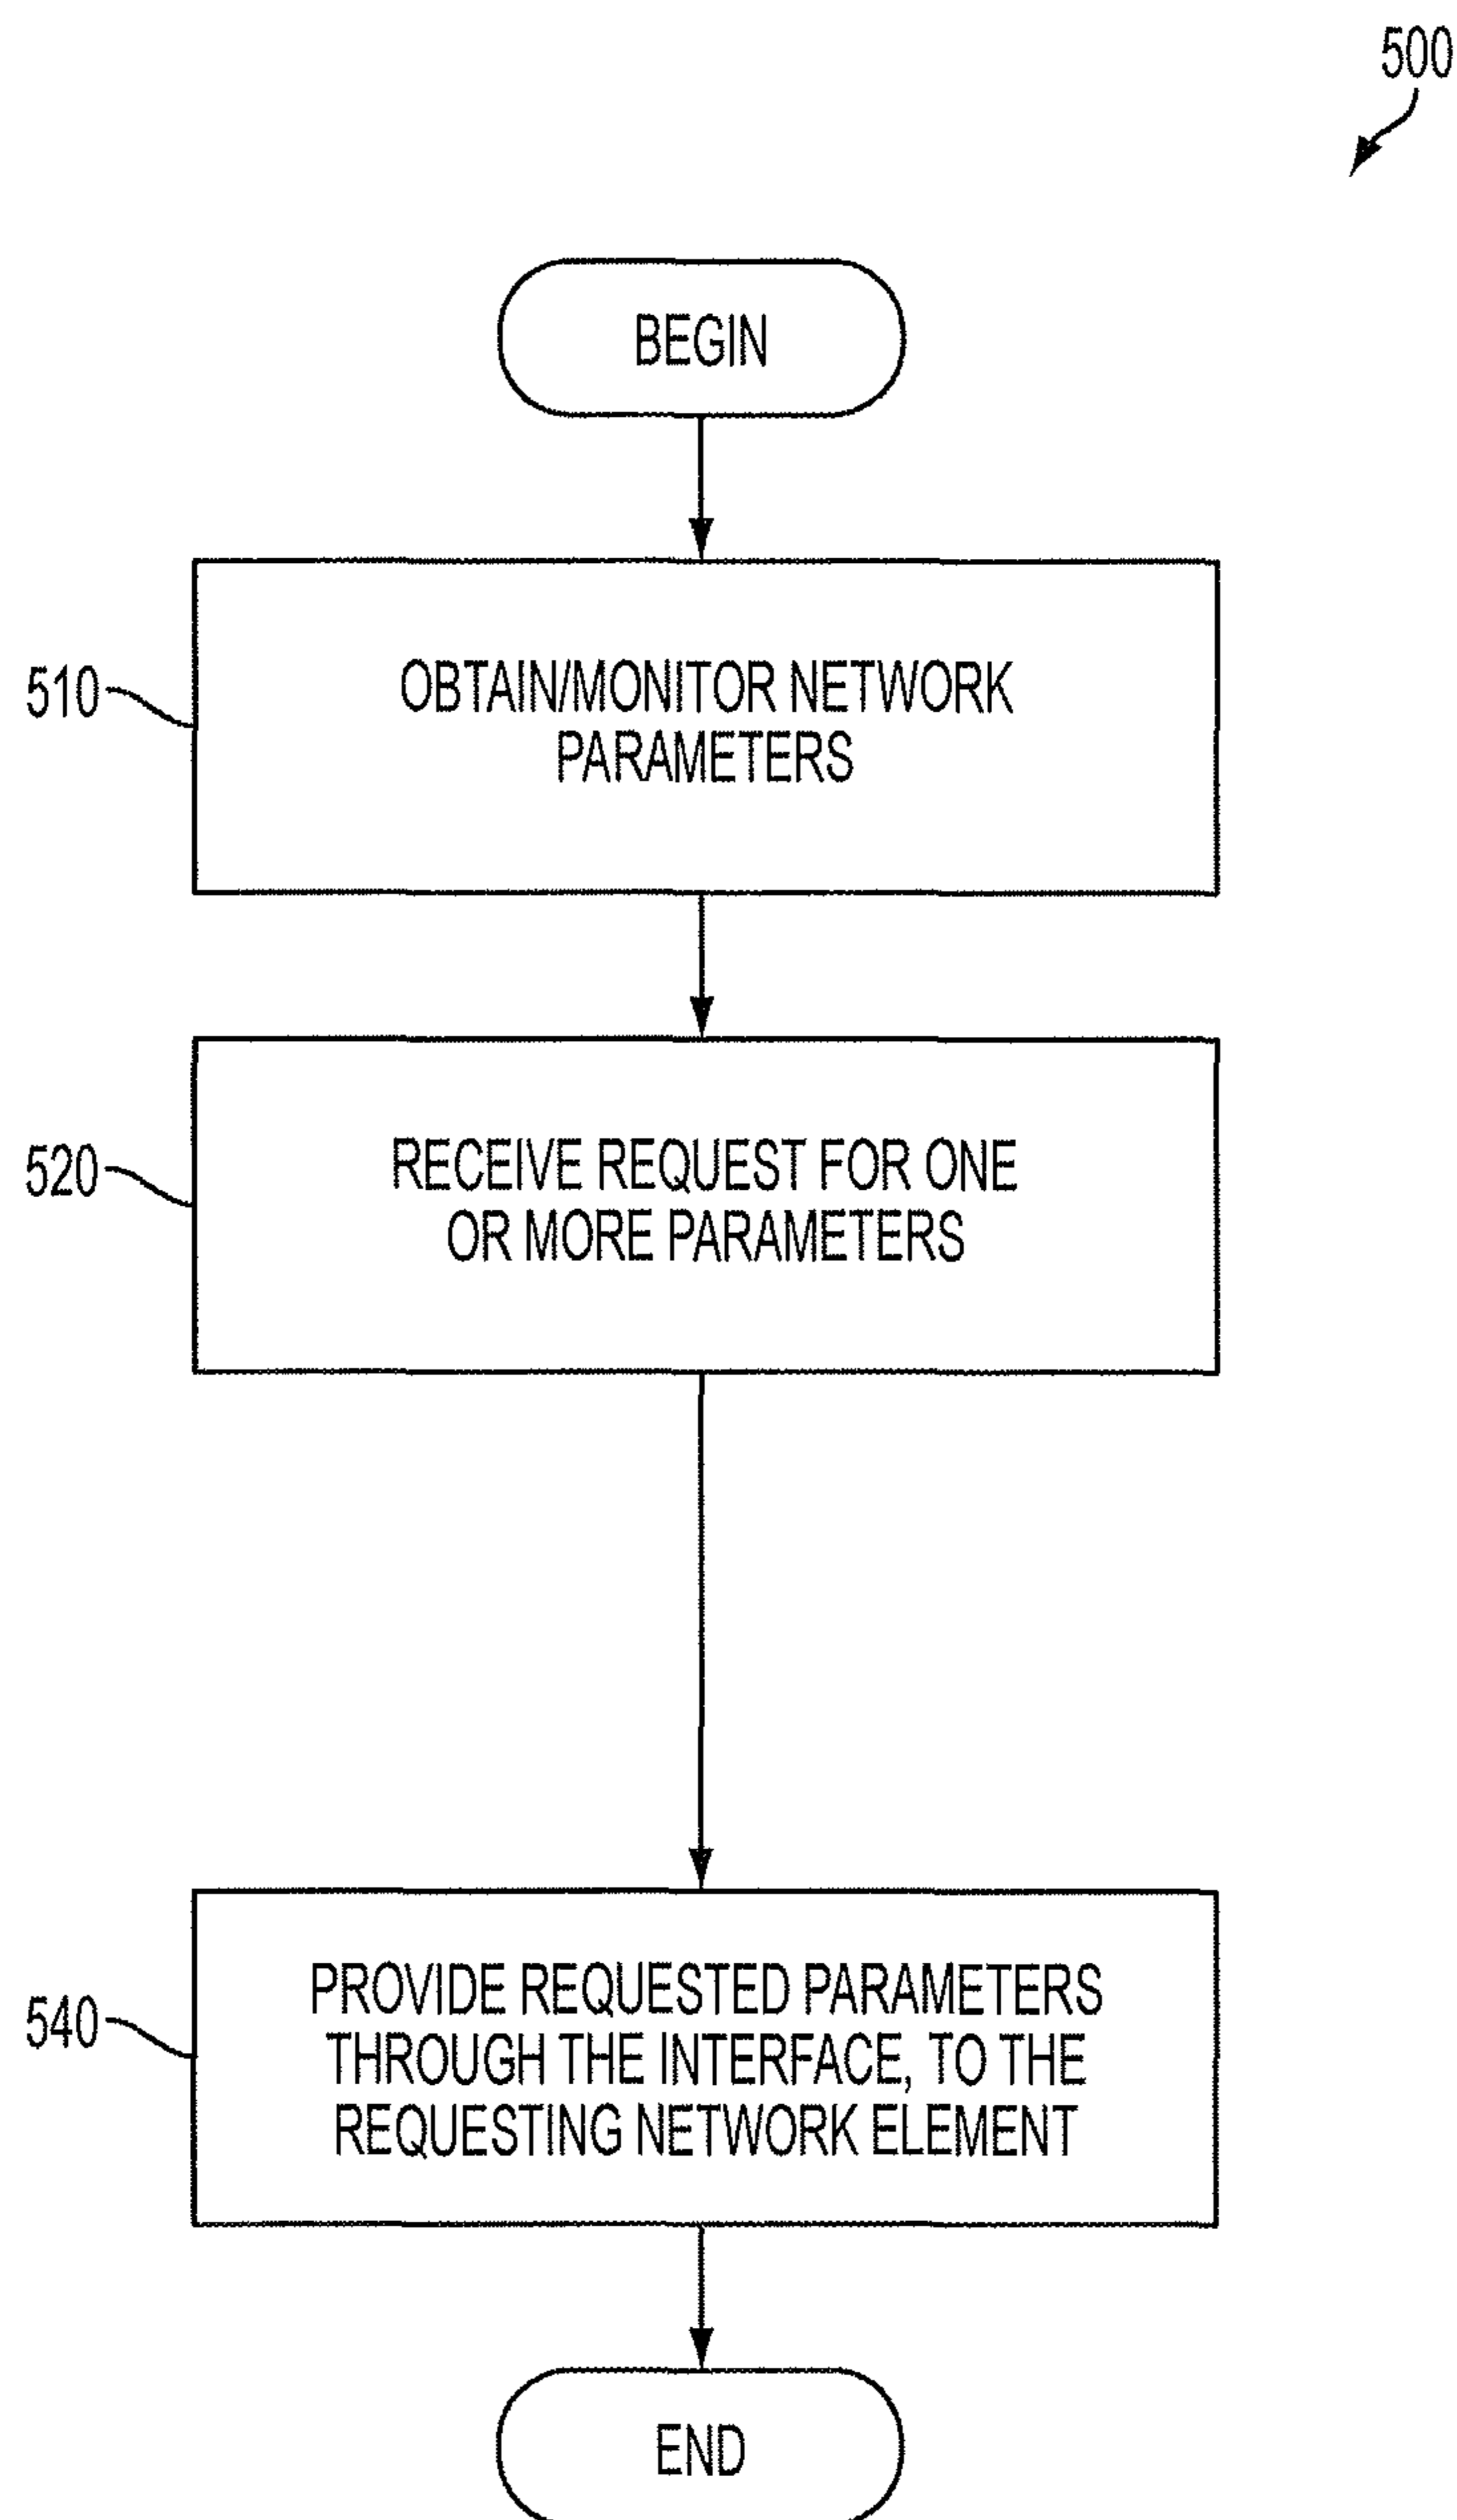 500
BEGIN
510
OBTAIN/MONITOR NETWORK
PARAMETERS
520
RECEIVE REQUEST FOR ONE
OR MORE PARAMETERS
540
PROVIDE REQUESTED PARAMETERS
THROUGH THE INTERFACE, TO THE
REQUESTING NETWORK ELEMENT
END